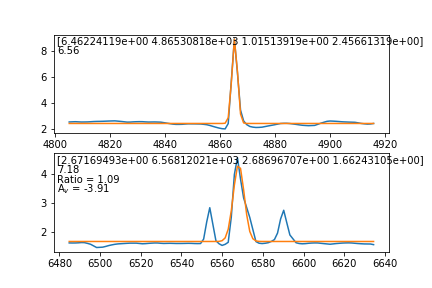 [6.46224119e+00 4.86530818e+03 1.01513919e+00 2.45661319e+00]
6.56
8
6
4
2
4800 4820 4840 4860 4880 4900 4920
[2.67169493e+00 6.56812021e+03 2.68696707e+00 1.66243105e+00]
7.18
Ratio = 1.09
Av = -3.91
4
2
6480 6500 6520 6540 6560 6580 6600 6620 6640